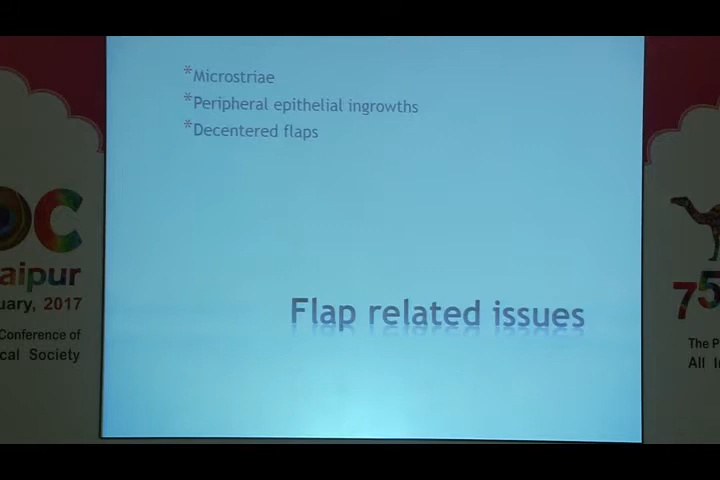 *Microstriae
*Peripheral epithelial ingrowths
*Decentered flaps
Flap related issues
OC
aipur
uary, 2017
Conference of
cal Society
75
The P
All I